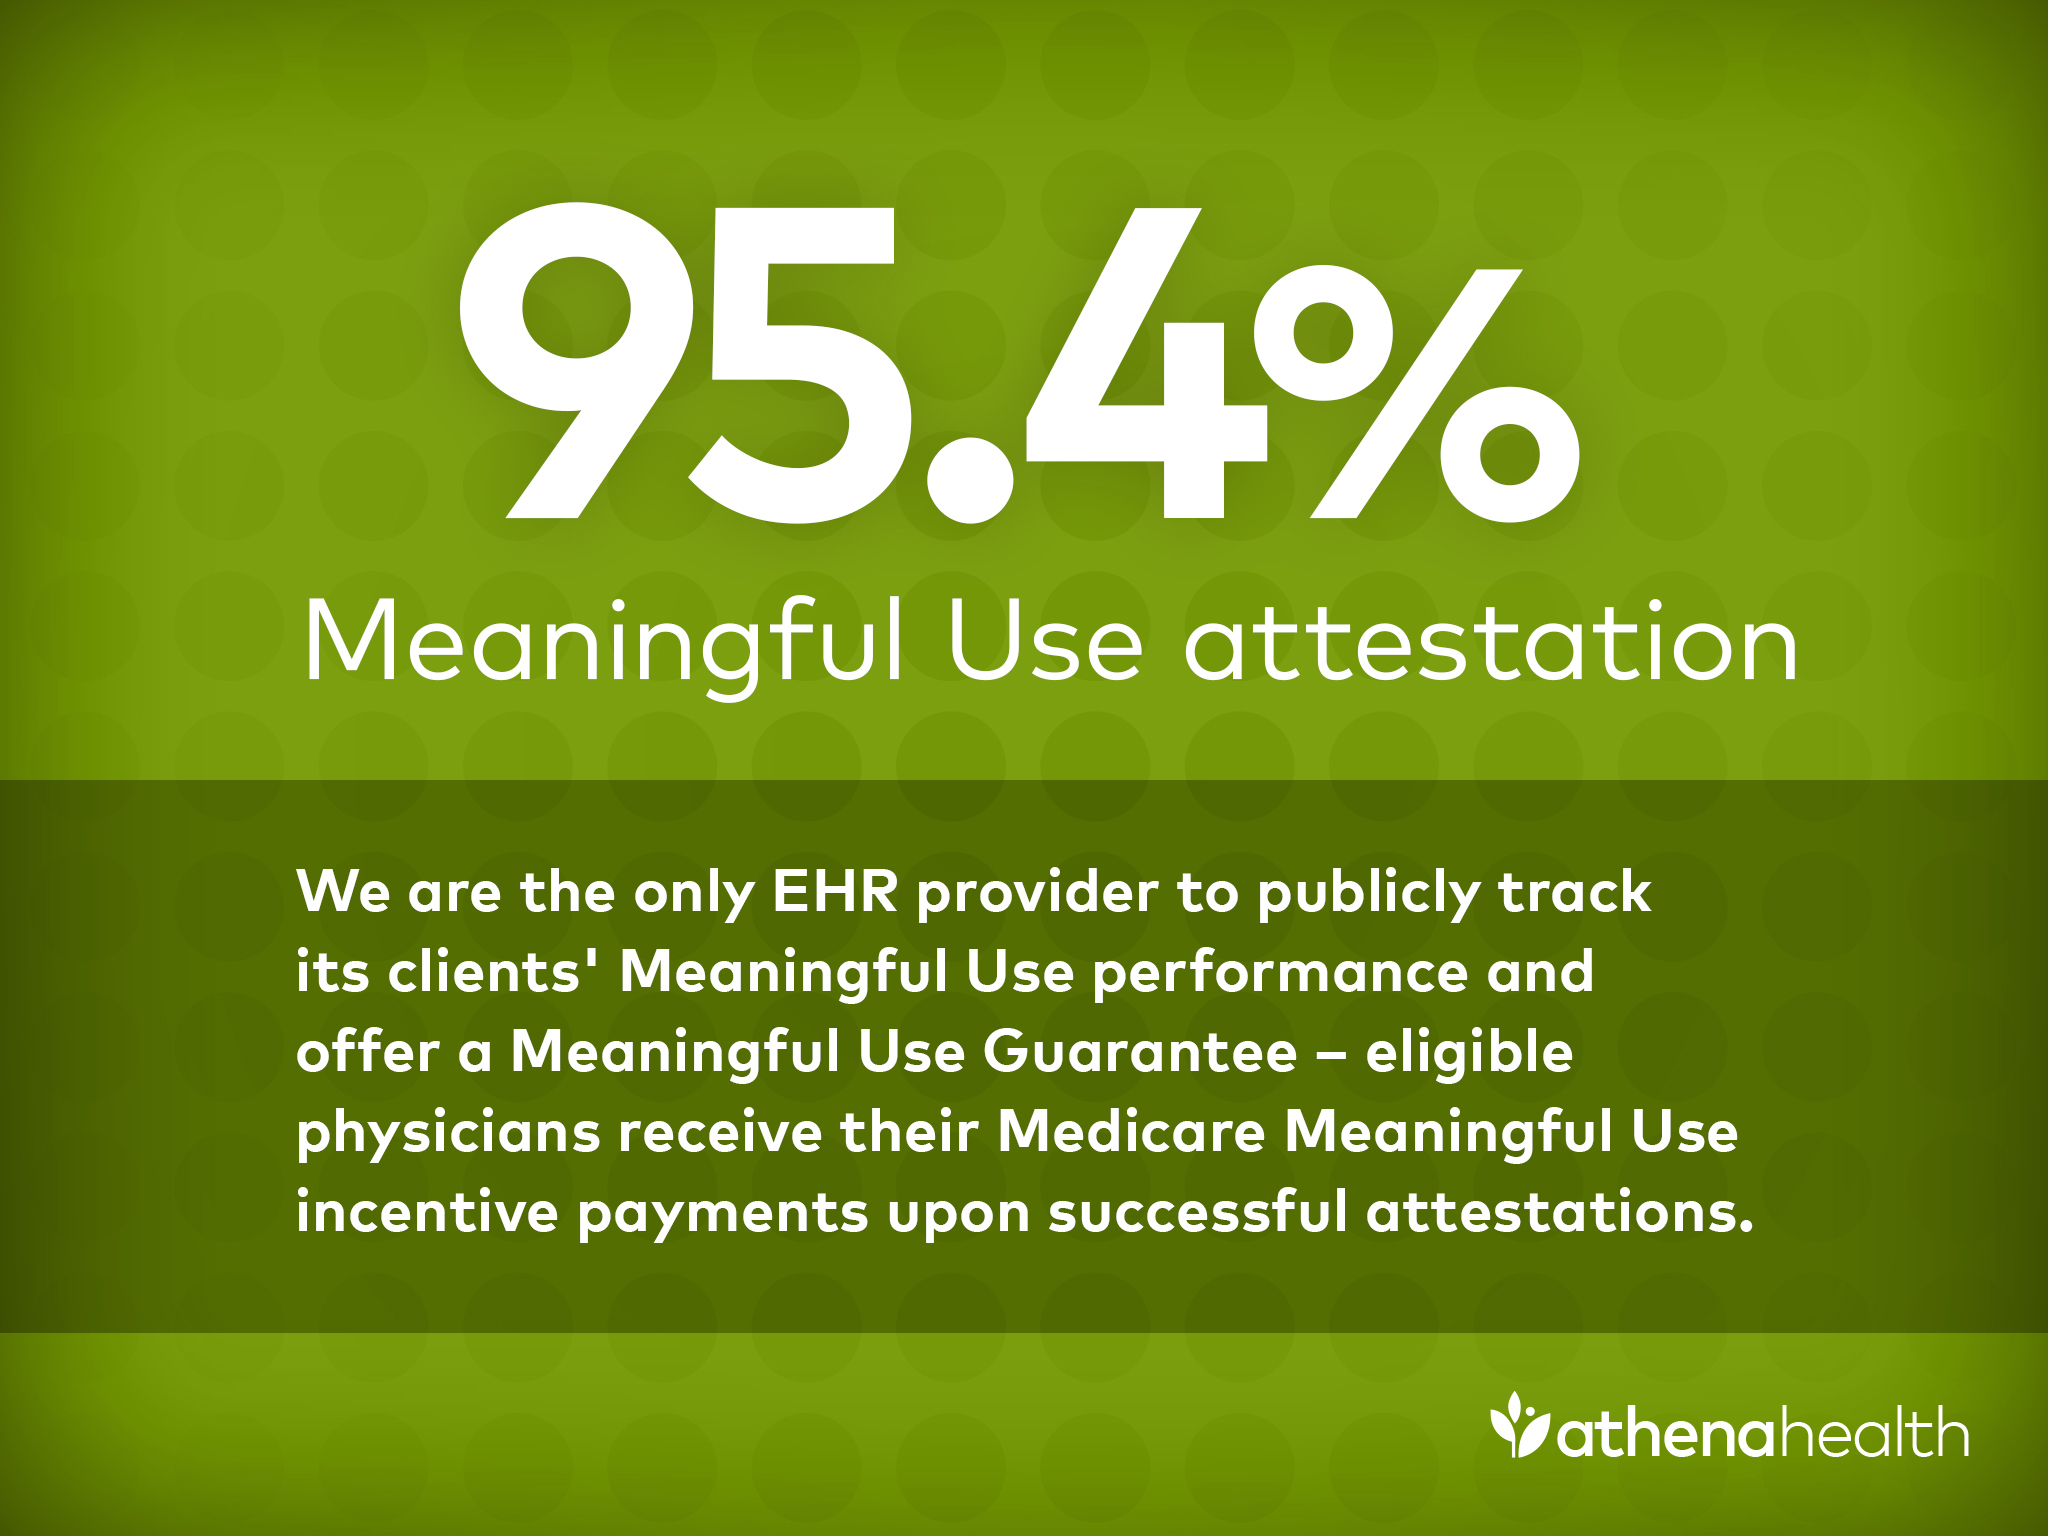 95.4%
Meaningful Use attestation
We are the only EHR provider to publicly track
its clients' Meaningful Use performance and
offer a Meaningful Use Guarantee – eligible
physicians receive their Medicare Meaningful Use
incentive payments upon successful attestations.
athenahealth